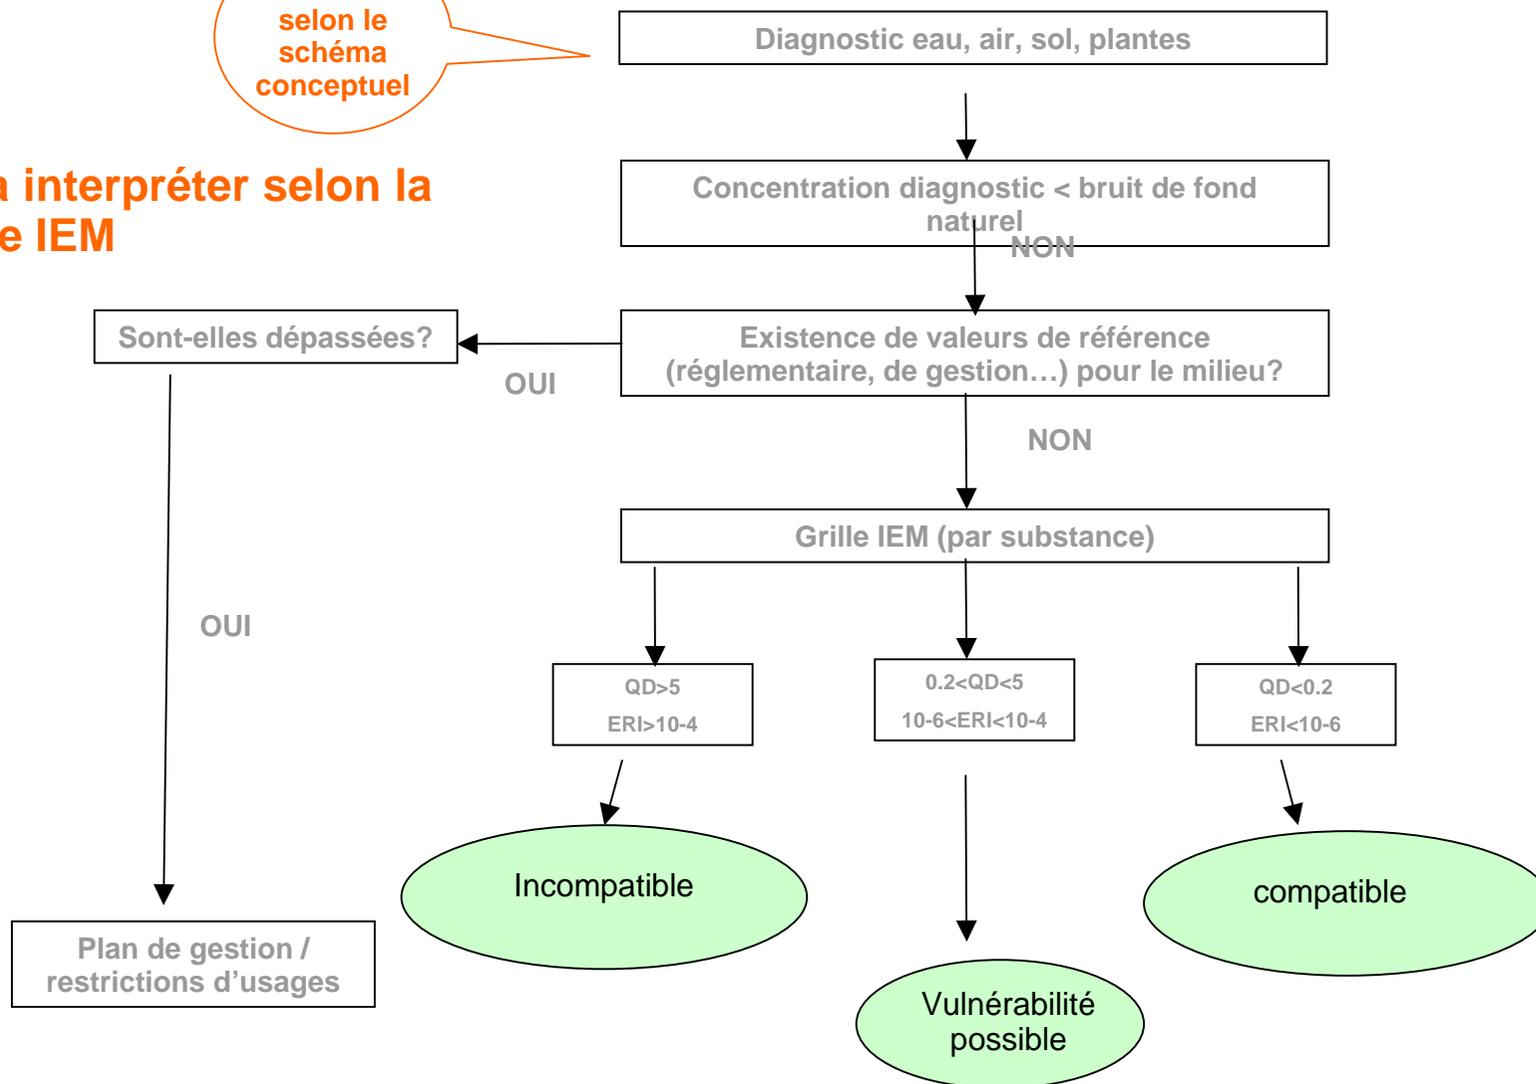 selon le
schéma
conceptuel
Diagnostic eau, air, sol, plantes
à interpréter selon la
e IEM
Concentration diagnostic < bruit de fond
naturel
NON
Sont-elles dépassées?
Existence de valeurs de référence
(réglementaire, de gestion…) pour le milieu?
OUI
NON
Grille IEM (par substance)
OUI
QD>5
ERI>10-4
0.2<QD<5
10-6<ERI<10-4
QD<0.2
ERI<10-6
Incompatible
compatible
Plan de gestion /
restrictions d’usages
Vulnérabilité
possible